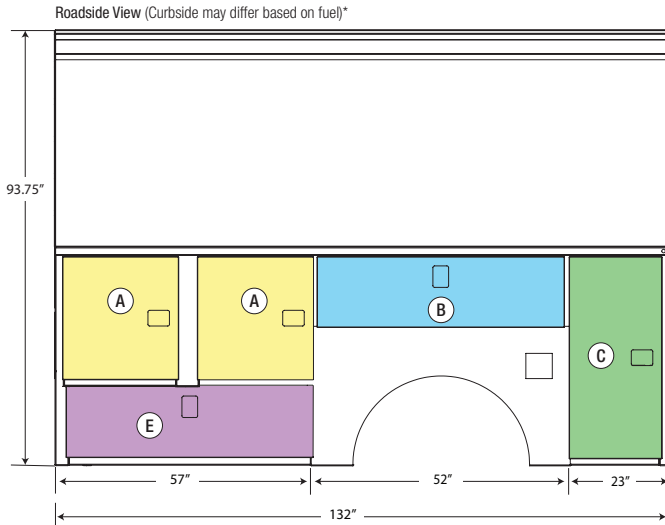 Roadside View (Curbside may differ based on fuel)*
93.75”
A
A
B
C
E
57”
52”
23”
132”